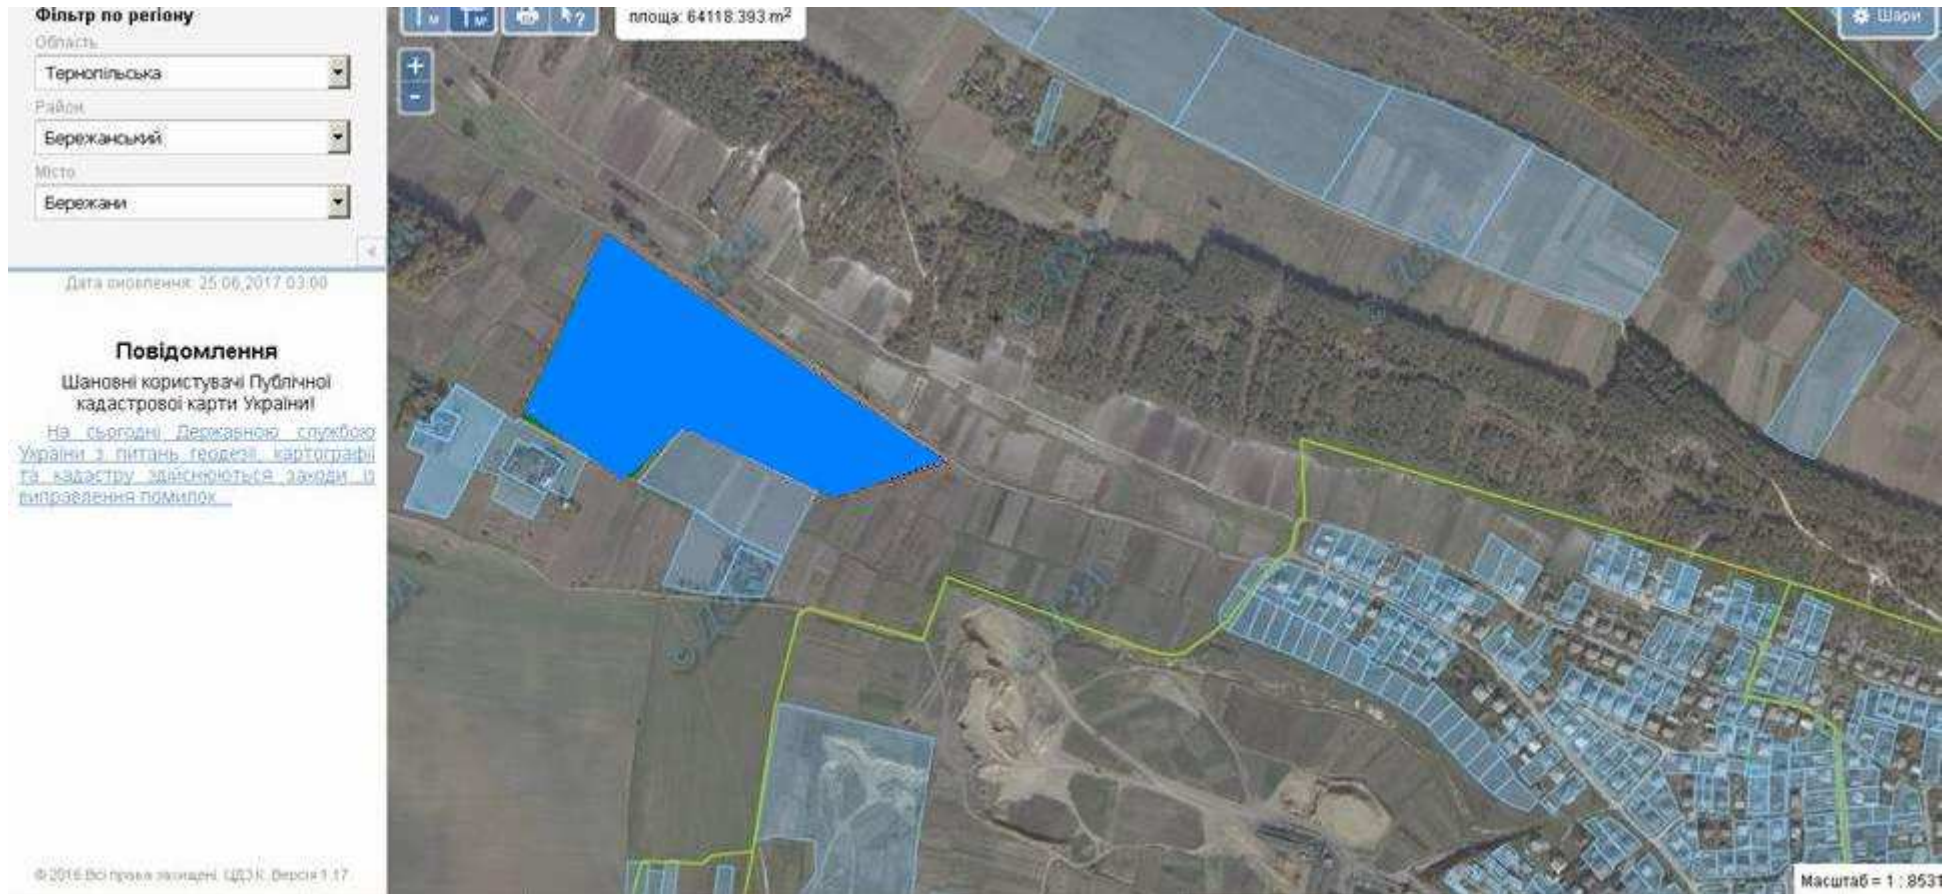 Фільтр по регіону
Область
Тернопільська
Район
Бережанський
Місто
Бережани
Дата оновлення: 25.06.2017 03:00
Повідомлення
Шановні користувачі Публічної
кадастрової карти України!
На сьогодні Державною службою
України з питань геодезії, картографії
та кадастру здійснюються заходи із
виправлення помилок...
© 2016 Всі права захищені. ЦДЗК. Версія 1.17
м
м²
?
площа: 64118.393 m²
Шари
+
-
Масштаб = 1 : 8531